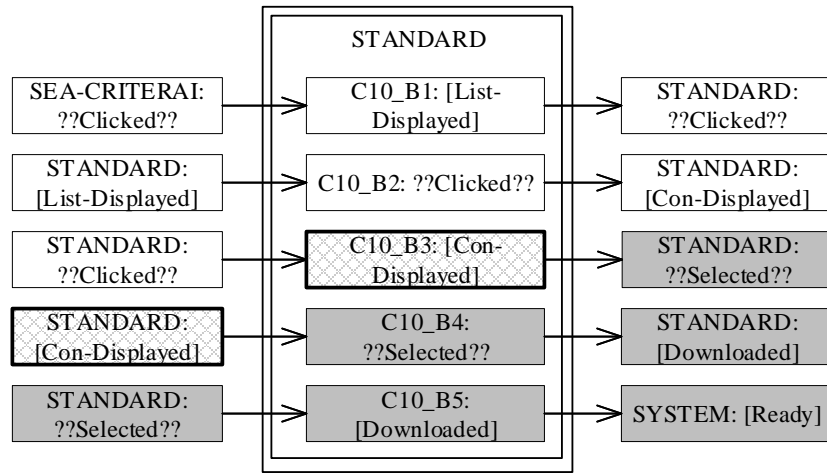 STANDARD
SEA-CRITERAI:
??Clicked??
C10_B1: [List-
Displayed]
STANDARD:
??Clicked??
STANDARD:
[List-Displayed]
C10_B2: ??Clicked??
STANDARD:
[Con-Displayed]
STANDARD:
??Clicked??
C10_B3: [Con-
Displayed]
STANDARD:
??Selected??
STANDARD:
[Con-Displayed]
C10_B4:
??Selected??
STANDARD:
[Downloaded]
STANDARD:
??Selected??
C10_B5:
[Downloaded]
SYSTEM: [Ready]